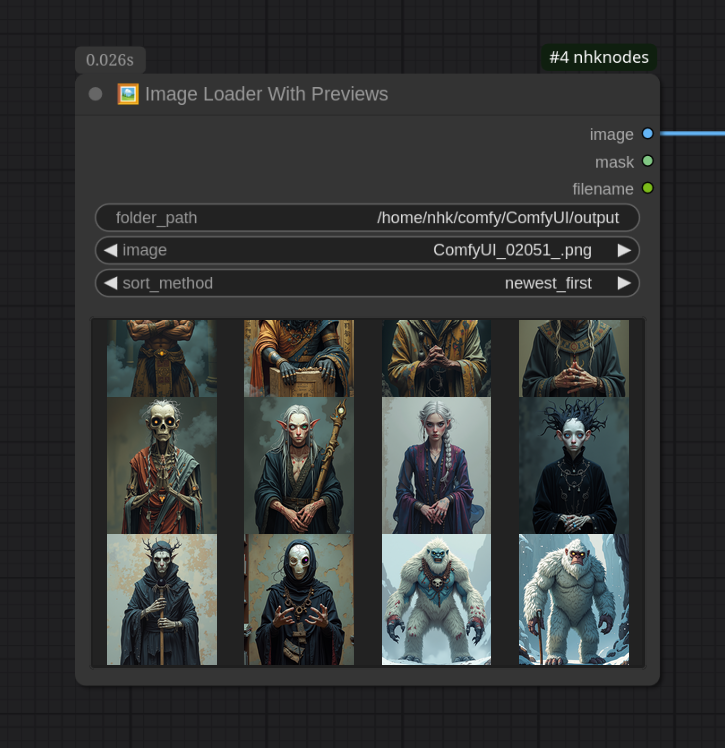 0.026s
#4 nhknodes
🖼️ Image Loader With Previews
image
mask
filename
folder_path /home/nhk/comfy/ComfyUI/output
image ComfyUI_02051_.png
sort_method newest_first